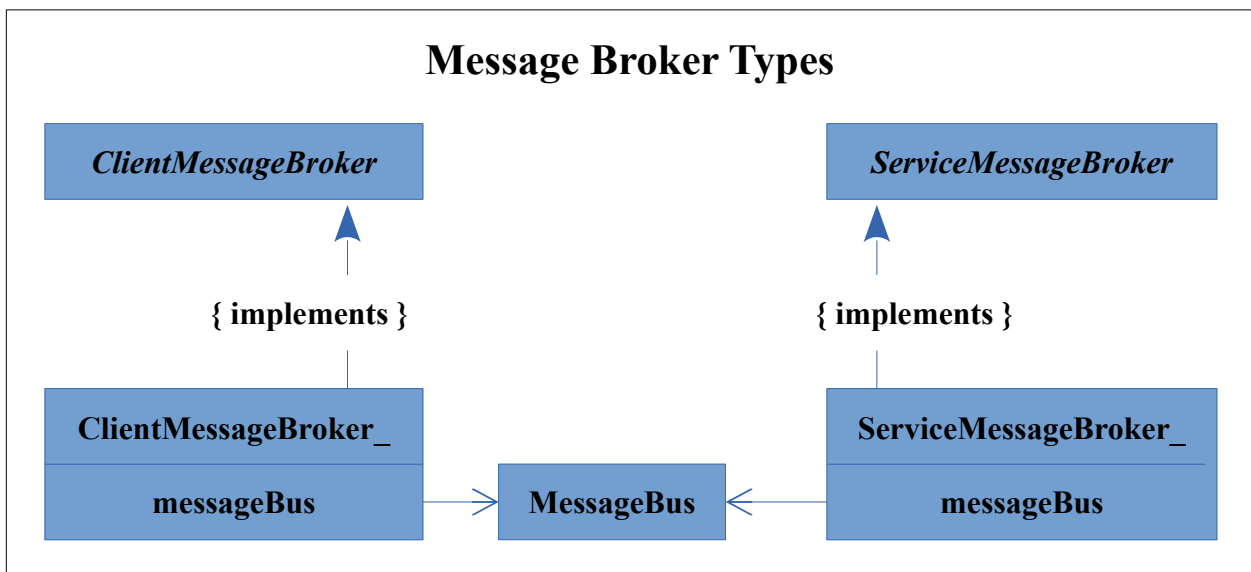 Message Broker Types
ClientMessageBroker
ServiceMessageBroker
{ implements }
{ implements }
ClientMessageBroker_
ServiceMessageBroker_
messageBus
MessageBus
messageBus